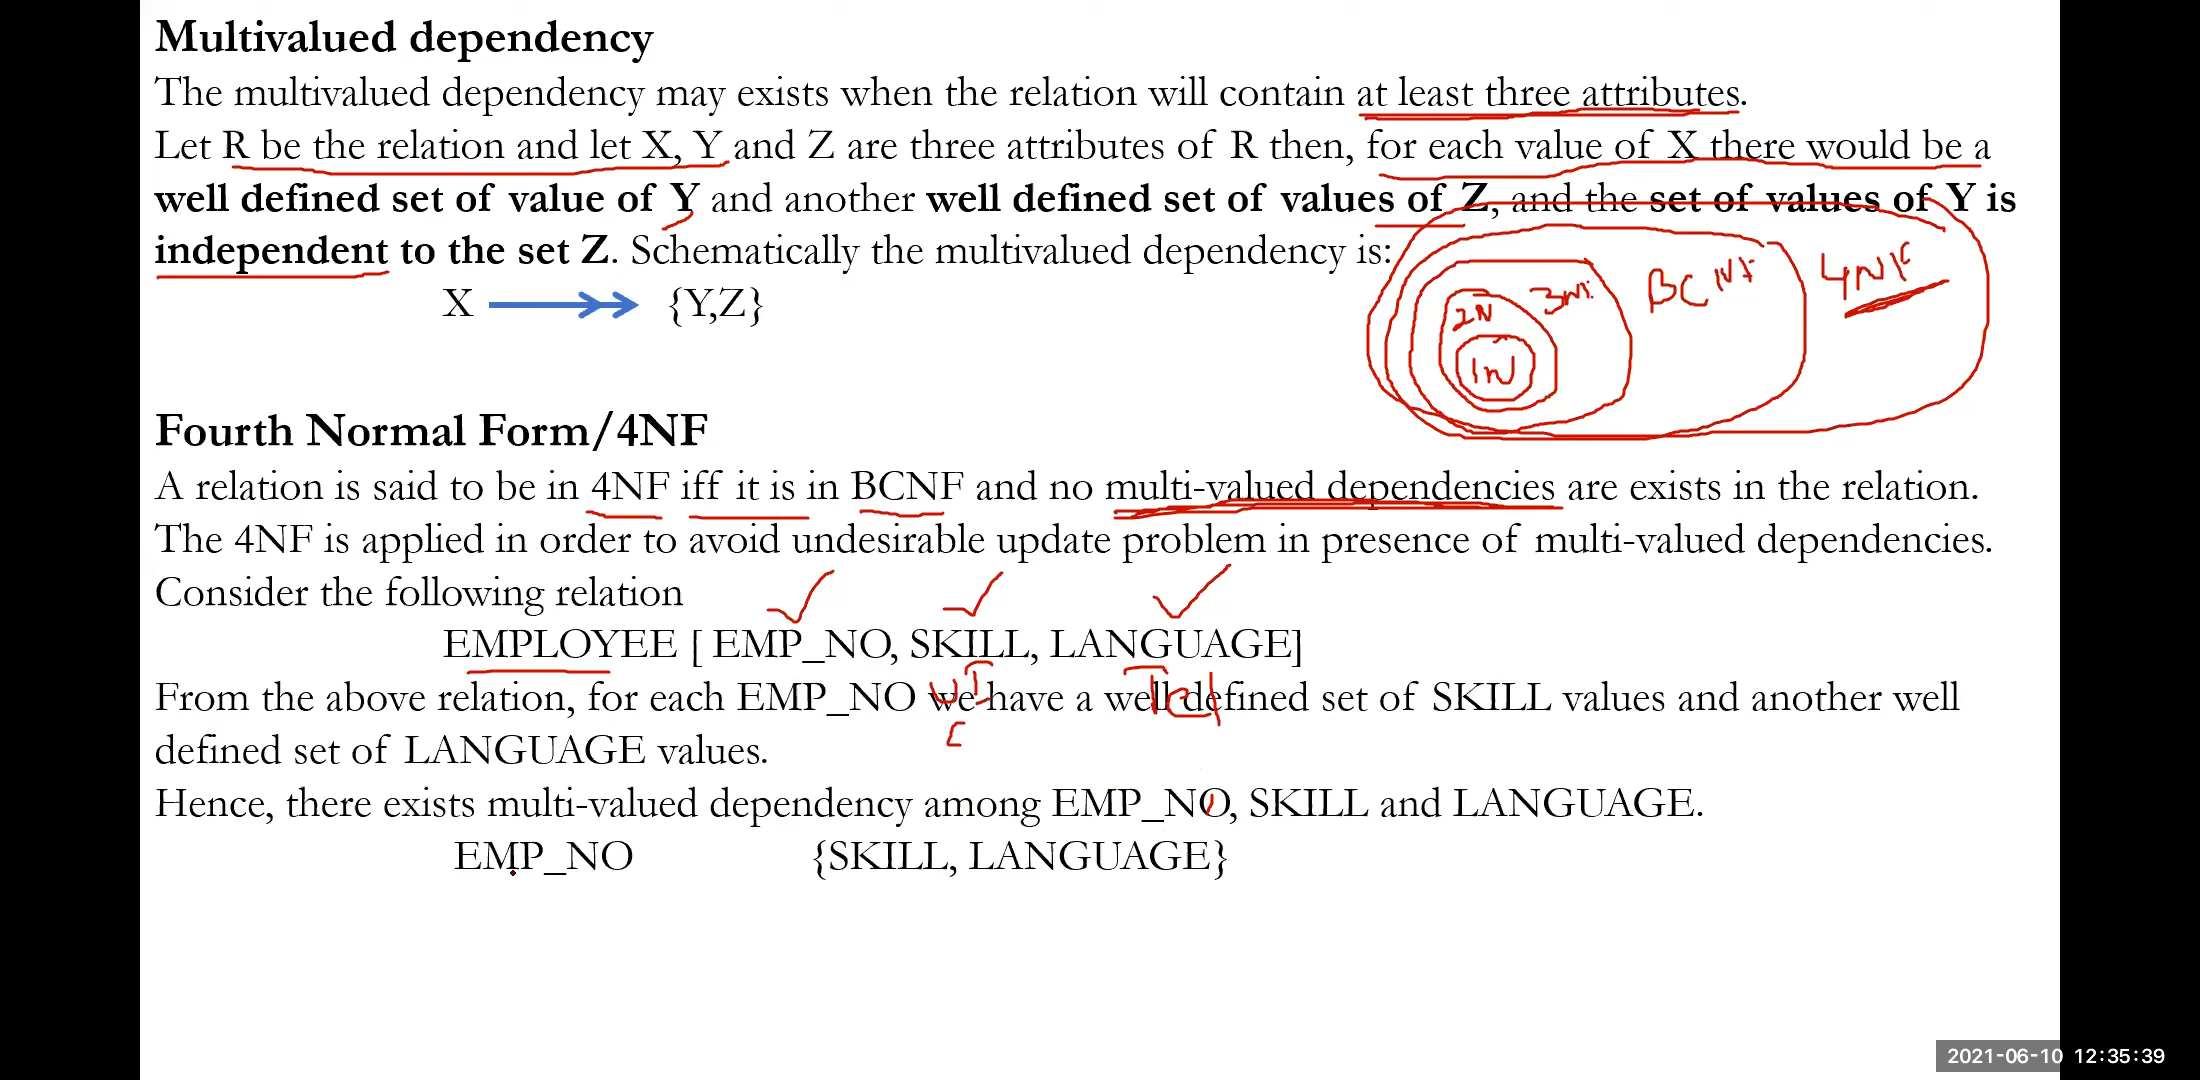 Multivalued dependency
The multivalued dependency may exists when the relation will contain at least three attributes.
Let R be the relation and let X, Y and Z are three attributes of R then, for each value of X there would be a
well defined set of value of Y and another well defined set of values of Z, and the set of values of Y is
independent to the set Z. Schematically the multivalued dependency is:
X {Y,Z}
4NF
BCNF
3NF
2N
1N
Fourth Normal Form/4NF
A relation is said to be in 4NF iff it is in BCNF and no multi-valued dependencies are exists in the relation.
The 4NF is applied in order to avoid undesirable update problem in presence of multi-valued dependencies.
Consider the following relation
EMPLOYEE [ EMP_NO, SKILL, LANGUAGE]
From the above relation, for each EMP_NO we have a well defined set of SKILL values and another well
defined set of LANGUAGE values.
Hence, there exists multi-valued dependency among EMP_NO, SKILL and LANGUAGE.
EMP_NO {SKILL, LANGUAGE}
2021-06-10 12:35:39